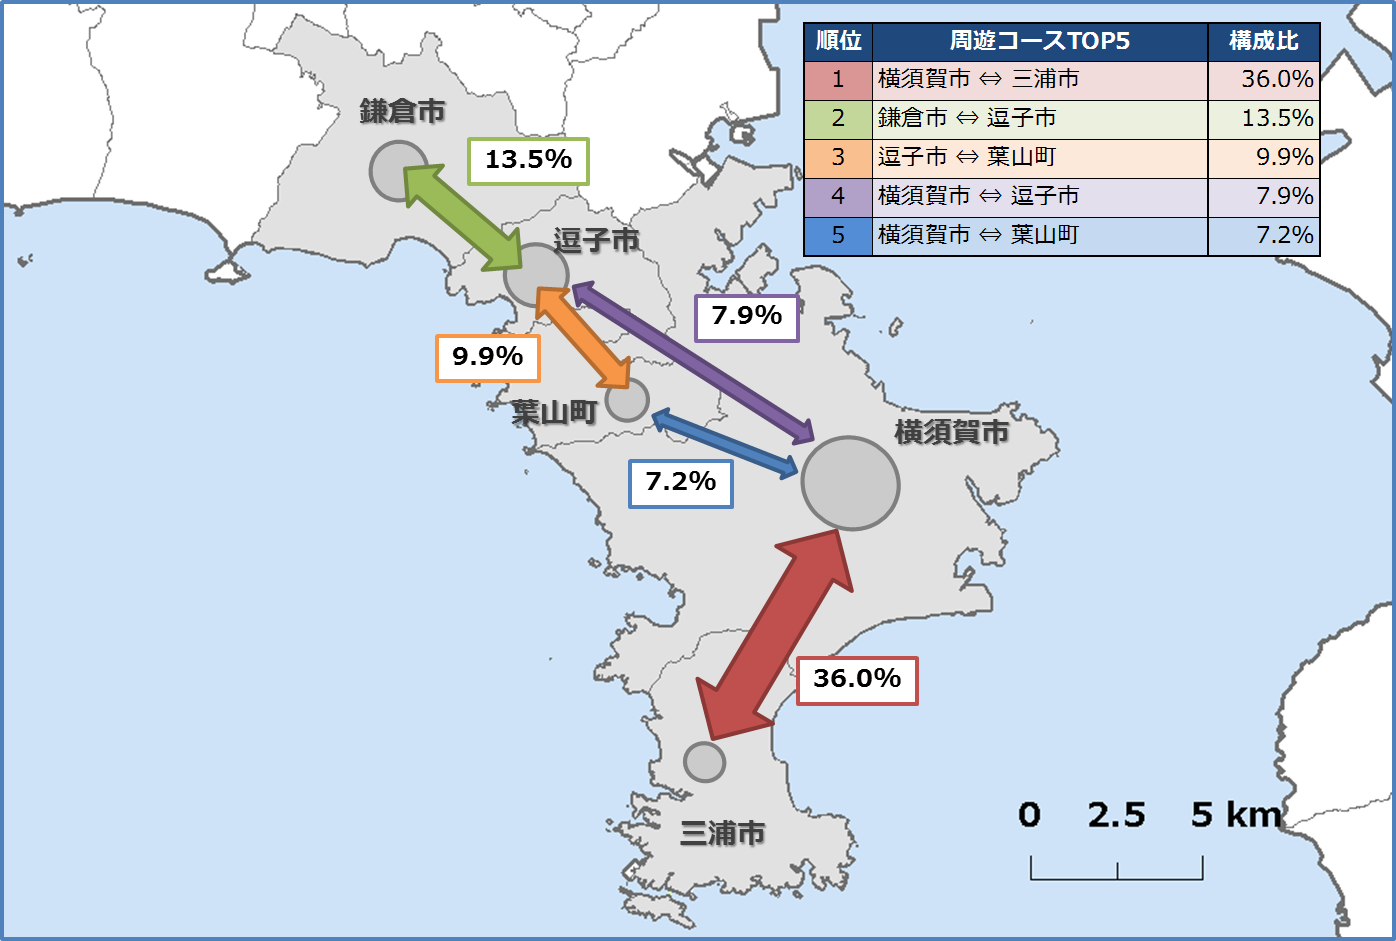 順位 周遊コースTOP5 構成比
1 横須賀市 ⇔ 三浦市 36.0%
2 鎌倉市 ⇔ 逗子市 13.5%
3 逗子市 ⇔ 葉山町 9.9%
4 横須賀市 ⇔ 逗子市 7.9%
5 横須賀市 ⇔ 葉山町 7.2%
鎌倉市
13.5%
逗子市
7.9%
9.9%
葉山町
横須賀市
7.2%
36.0%
三浦市
0 2.5 5 km